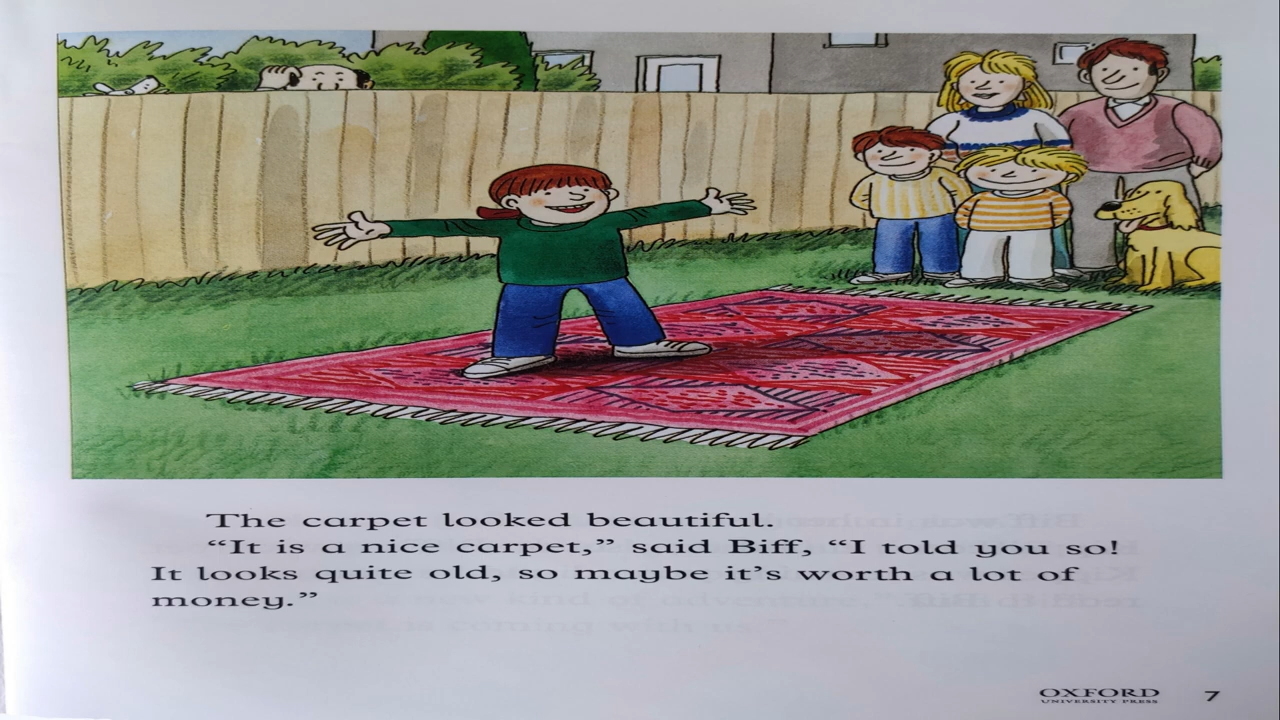 The carpet looked beautiful.
“It is a nice carpet,” said Biff, “I told you so!
It looks quite old, so maybe it’s worth a lot of
money.”
OXFORD
UNIVERSITY PRESS
7